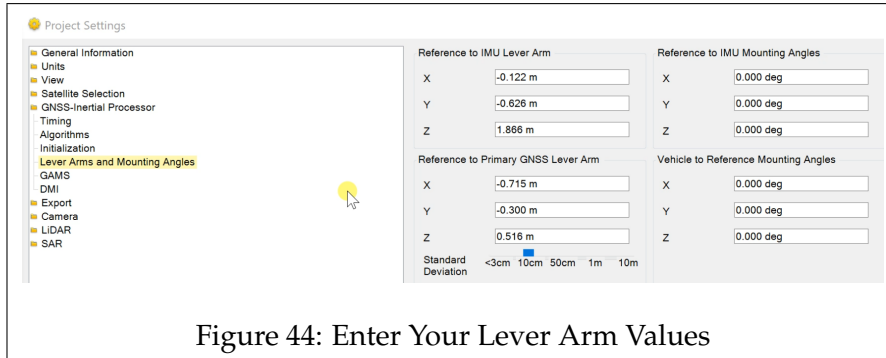 Project Settings
General Information
Units
View
Satellite Selection
GNSS-Inertial Processor
Timing
Algorithms
Initialization
Lever Arms and Mounting Angles
GAMS
DMI
Export
Camera
LiDAR
SAR
Reference to IMU Lever Arm
X -0.122 m
Y -0.626 m
Z 1.866 m
Reference to IMU Mounting Angles
X 0.000 deg
Y 0.000 deg
Z 0.000 deg
Reference to Primary GNSS Lever Arm
X -0.715 m
Y -0.300 m
Z 0.516 m
Standard
Deviation
<3cm 10cm 50cm 1m 10m
Vehicle to Reference Mounting Angles
X 0.000 deg
Y 0.000 deg
Z 0.000 deg
Figure 44: Enter Your Lever Arm Values